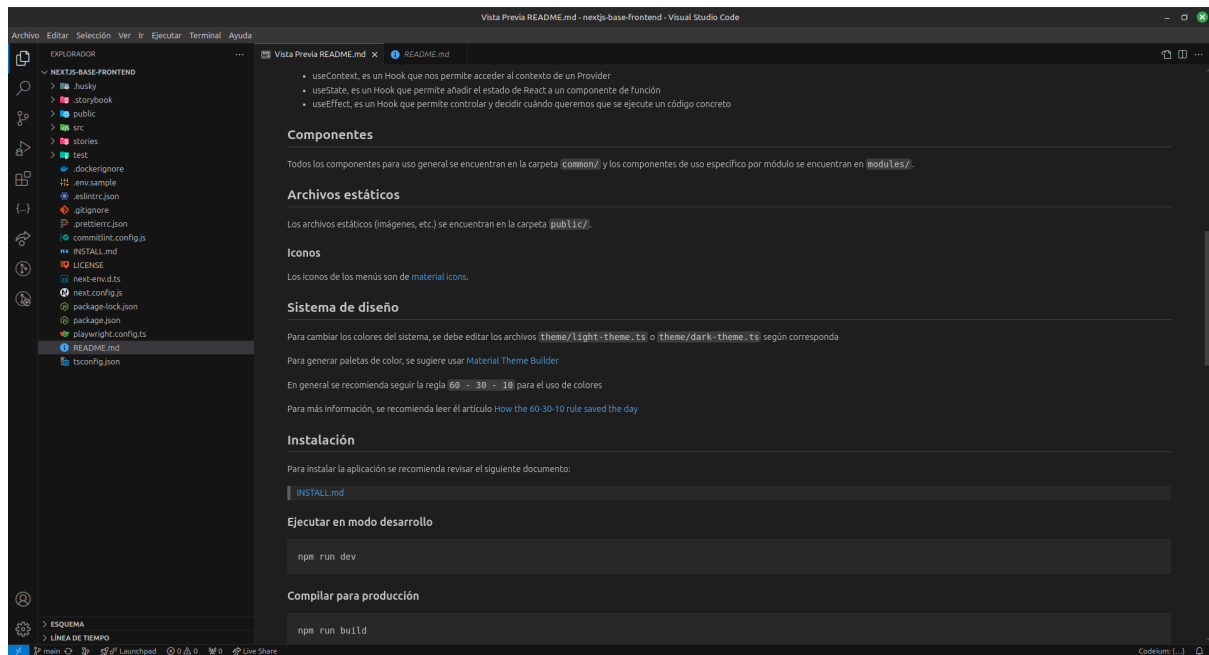 Vista Previa README.md - nextjs-base-frontend - Visual Studio Code
Archivo Editar Selección Ver Ir Ejecutar Terminal Ayuda
EXPLORADOR
NEXTJS-BASE-FRONTEND
.husky
.storybook
public
src
stories
test
.dockerignore
.env.sample
.eslintrc.json
.gitignore
.prettierrc.json
commitlint.config.js
INSTALL.md
LICENSE
next-env.d.ts
next.config.js
package-lock.json
package.json
playwright.config.ts
README.md
tsconfig.json
ESQUEMA
LÍNEA DE TIEMPO
Vista Previa README.md README.md
useContext, es un Hook que nos permite acceder al contexto de un Provider
useState, es un Hook que permite añadir el estado de React a un componente de función
useEffect, es un Hook que permite controlar y decidir cuándo queremos que se ejecute un código concreto
Componentes
Todos los componentes para uso general se encuentran en la carpeta common/ y los componentes de uso específico por módulo se encuentran en modules/.
Archivos estáticos
Los archivos estáticos (imágenes, etc.) se encuentran en la carpeta public/.
Iconos
Los iconos de los menús son de material icons.
Sistema de diseño
Para cambiar los colores del sistema, se debe editar los archivos theme/light-theme.ts o theme/dark-theme.ts según corresponda
Para generar paletas de color, se sugiere usar Material Theme Builder
En general se recomienda seguir la regla 60 - 30 - 10 para el uso de colores
Para más información, se recomienda leer él artículo How the 60-30-10 rule saved the day
Instalación
Para instalar la aplicación se recomienda revisar el siguiente documento:
INSTALL.md
Ejecutar en modo desarrollo
npm run dev
Compilar para producción
npm run build
main Launchpad 0 0 0 Live Share Codeium: {...}